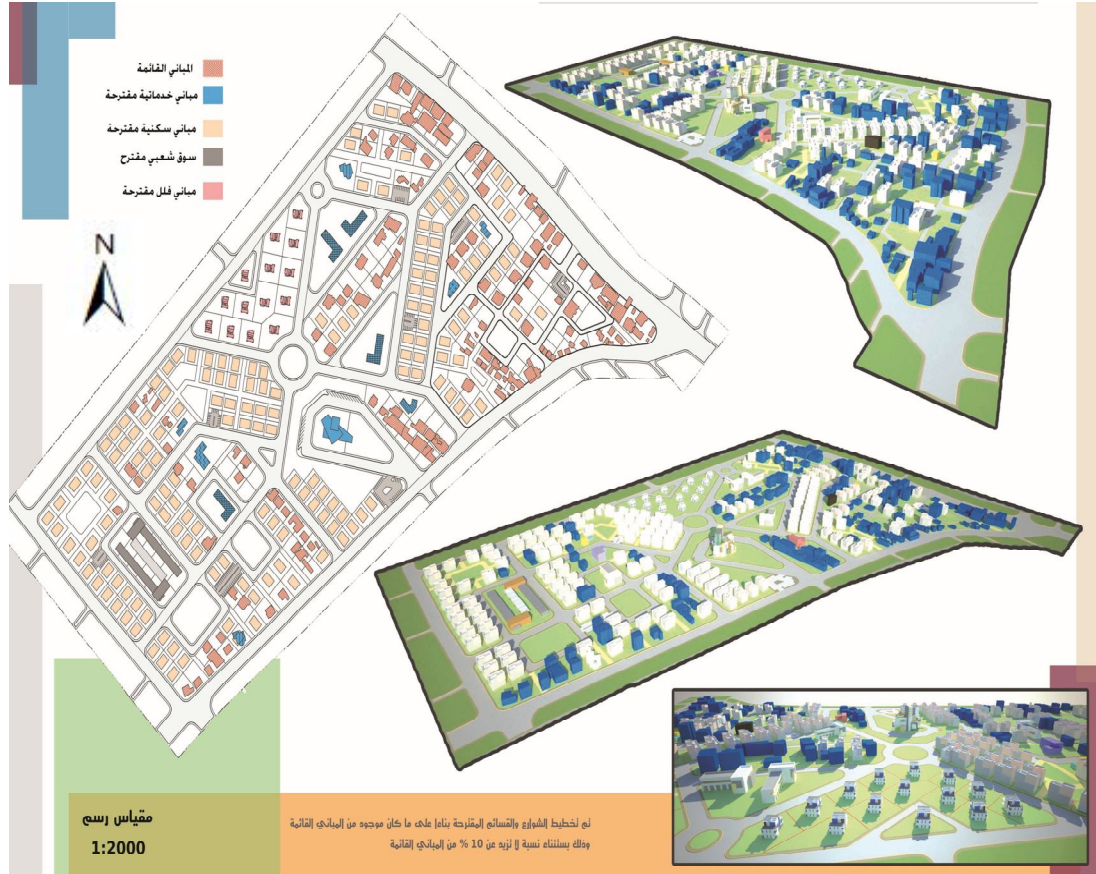 المباني القائمة
مباني خدماتية مقترحة
مباني سكنية مقترحة
سوق شعبي مقترح
مباني فلل مقترحة
N
مقياس رسم
1:2000
تم تخطيط الشوارع والقسائم المقترحة بناءا على ما كان موجود من المباني القائمة
وذلك بستثناء نسبة لا تزيد عن 10 % من المباني القائمة